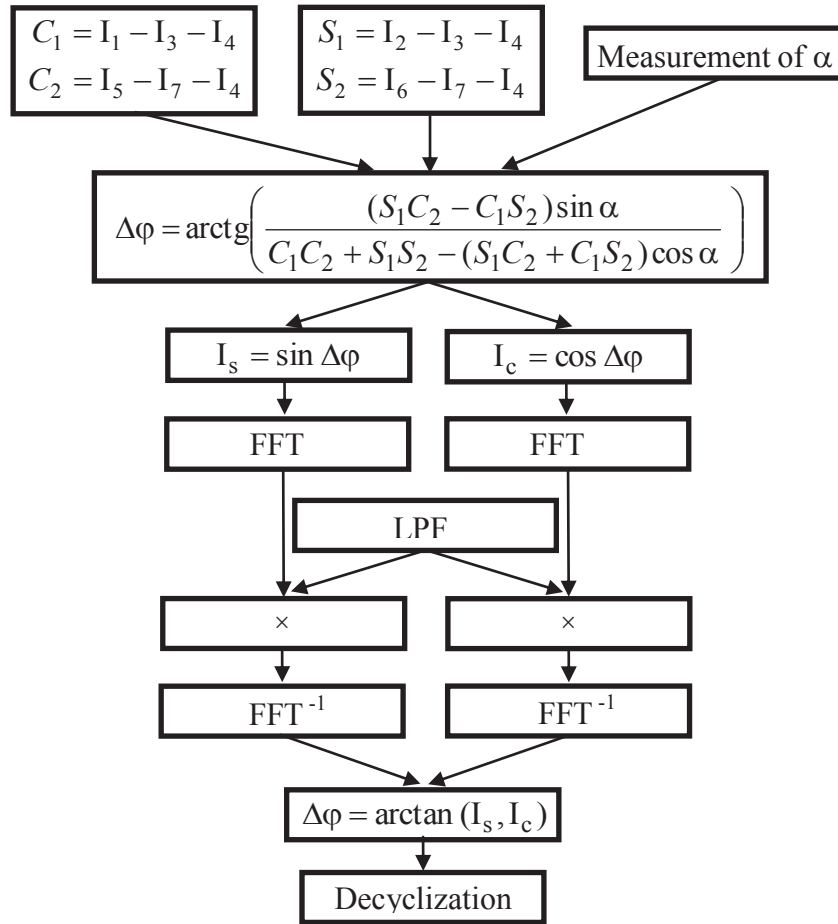 C₁ = I₁ − I₃ − I₄
C₂ = I₅ − I₇ − I₄
S₁ = I₂ − I₃ − I₄
S₂ = I₆ − I₇ − I₄
Measurement of α
Δφ = arctg( (S₁C₂ − C₁S₂) sin α / C₁C₂ + S₁S₂ − (S₁C₂ + C₁S₂) cos α )
Iₛ = sin Δφ
I_c = cos Δφ
FFT
FFT
LPF
×
×
FFT⁻¹
FFT⁻¹
Δφ = arctan (Iₛ, I_c)
Decyclization